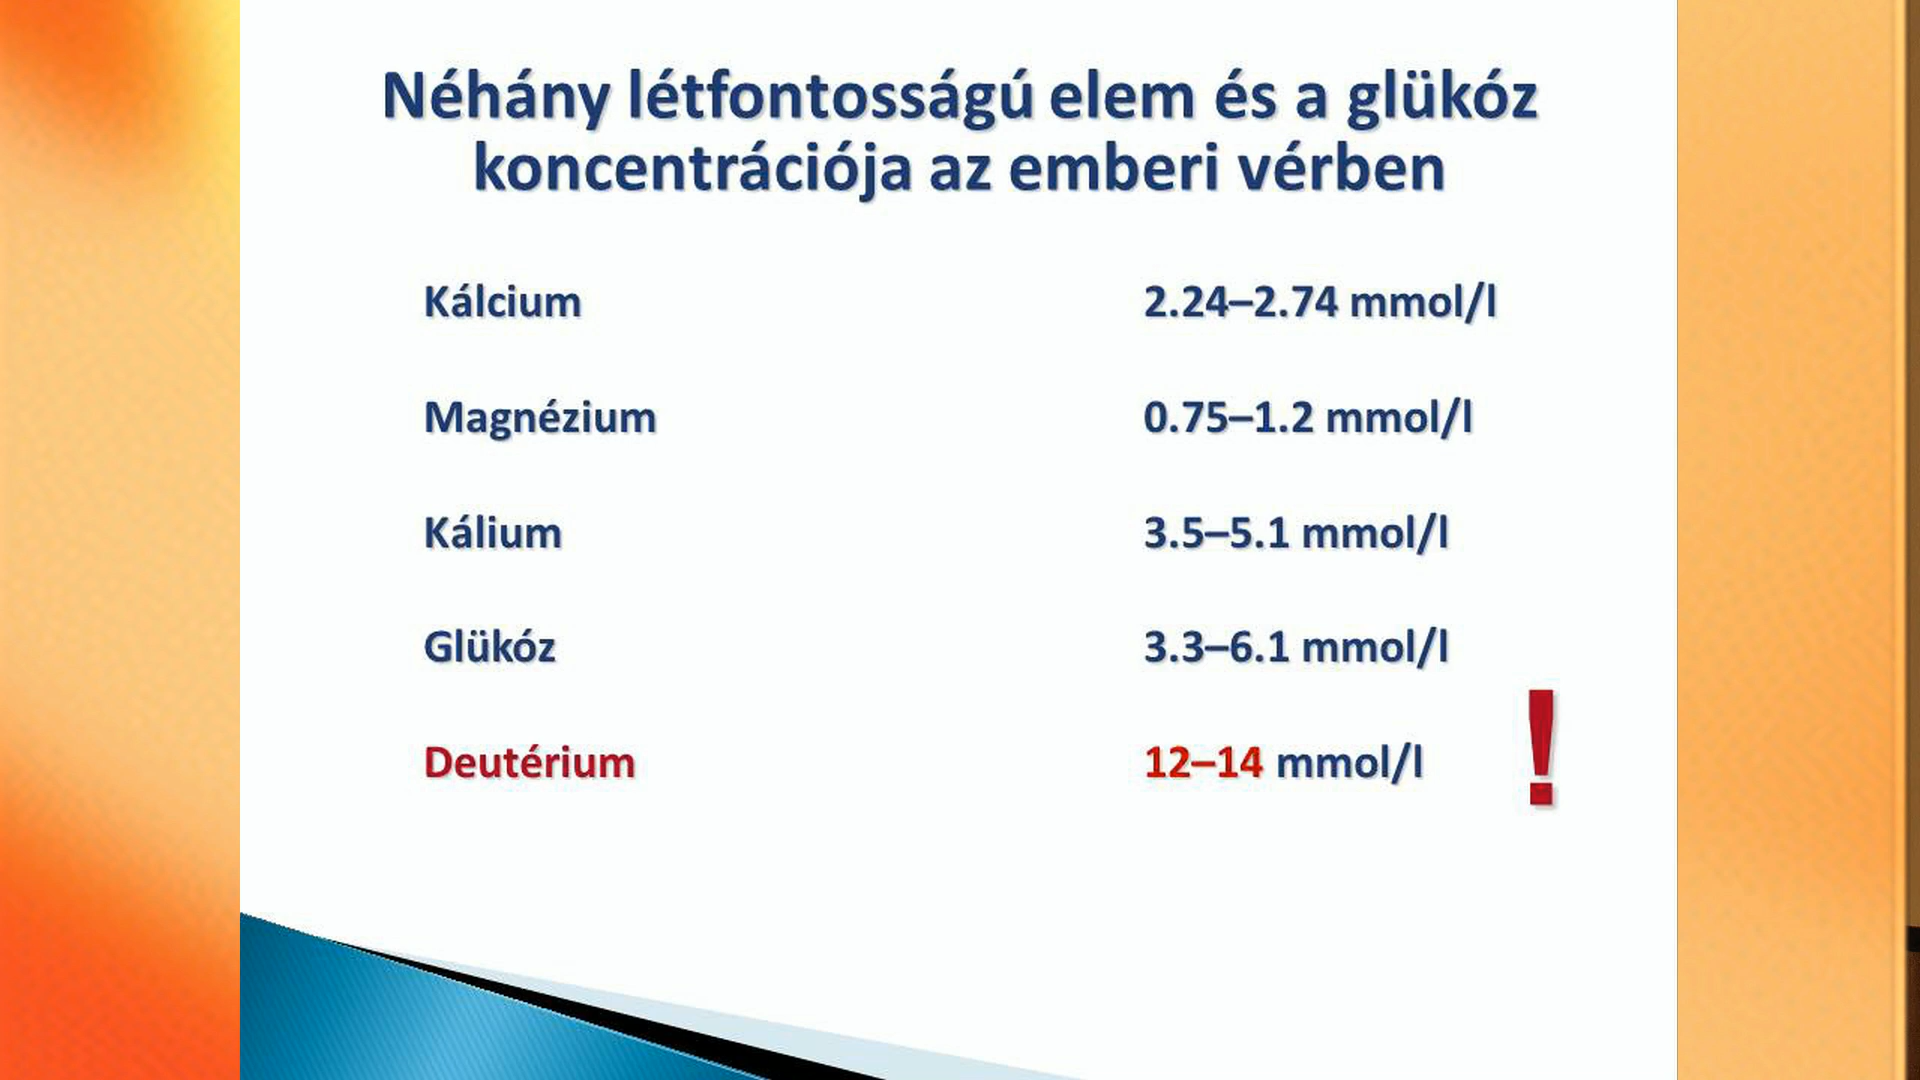 Néhány létfontosságú elem és a glükóz
koncentrációja az emberi vérben
Kálcium 2.24–2.74 mmol/l
Magnézium 0.75–1.2 mmol/l
Kálium 3.5–5.1 mmol/l
Glükóz 3.3–6.1 mmol/l
Deutérium 12–14 mmol/l !